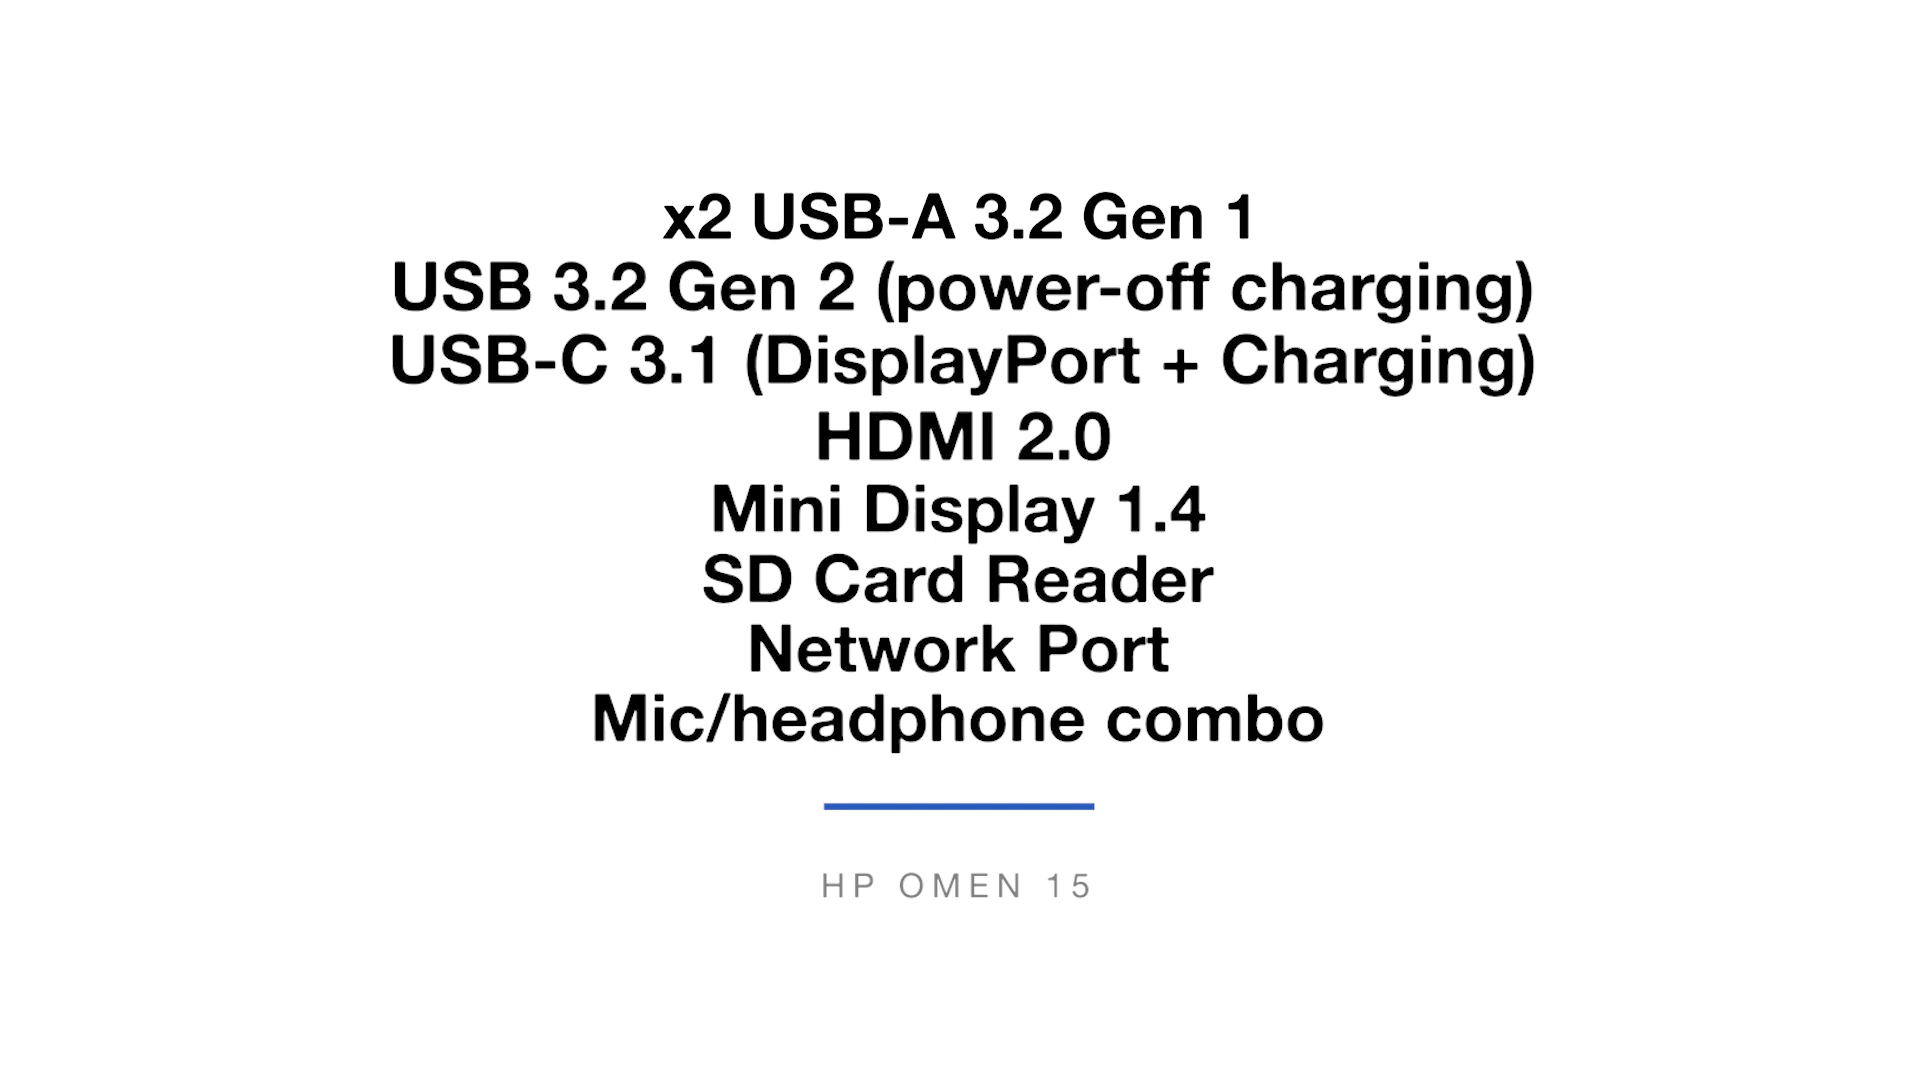 x2 USB-A 3.2 Gen 1
USB 3.2 Gen 2 (power-off charging)
USB-C 3.1 (DisplayPort + Charging)
HDMI 2.0
Mini Display 1.4
SD Card Reader
Network Port
Mic/headphone combo
HP OMEN 15